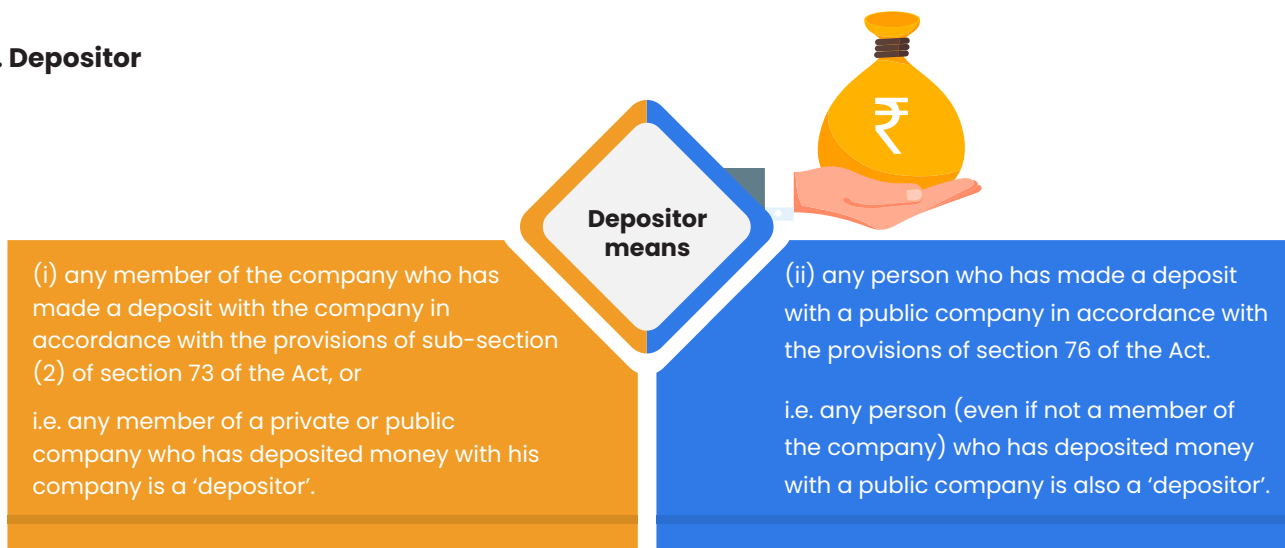 . Depositor
₹
Depositor
means
(i) any member of the company who has
made a deposit with the company in
accordance with the provisions of sub-section
(2) of section 73 of the Act, or
i.e. any member of a private or public
company who has deposited money with his
company is a ‘depositor’.
(ii) any person who has made a deposit
with a public company in accordance with
the provisions of section 76 of the Act.
i.e. any person (even if not a member of
the company) who has deposited money
with a public company is also a ‘depositor’.